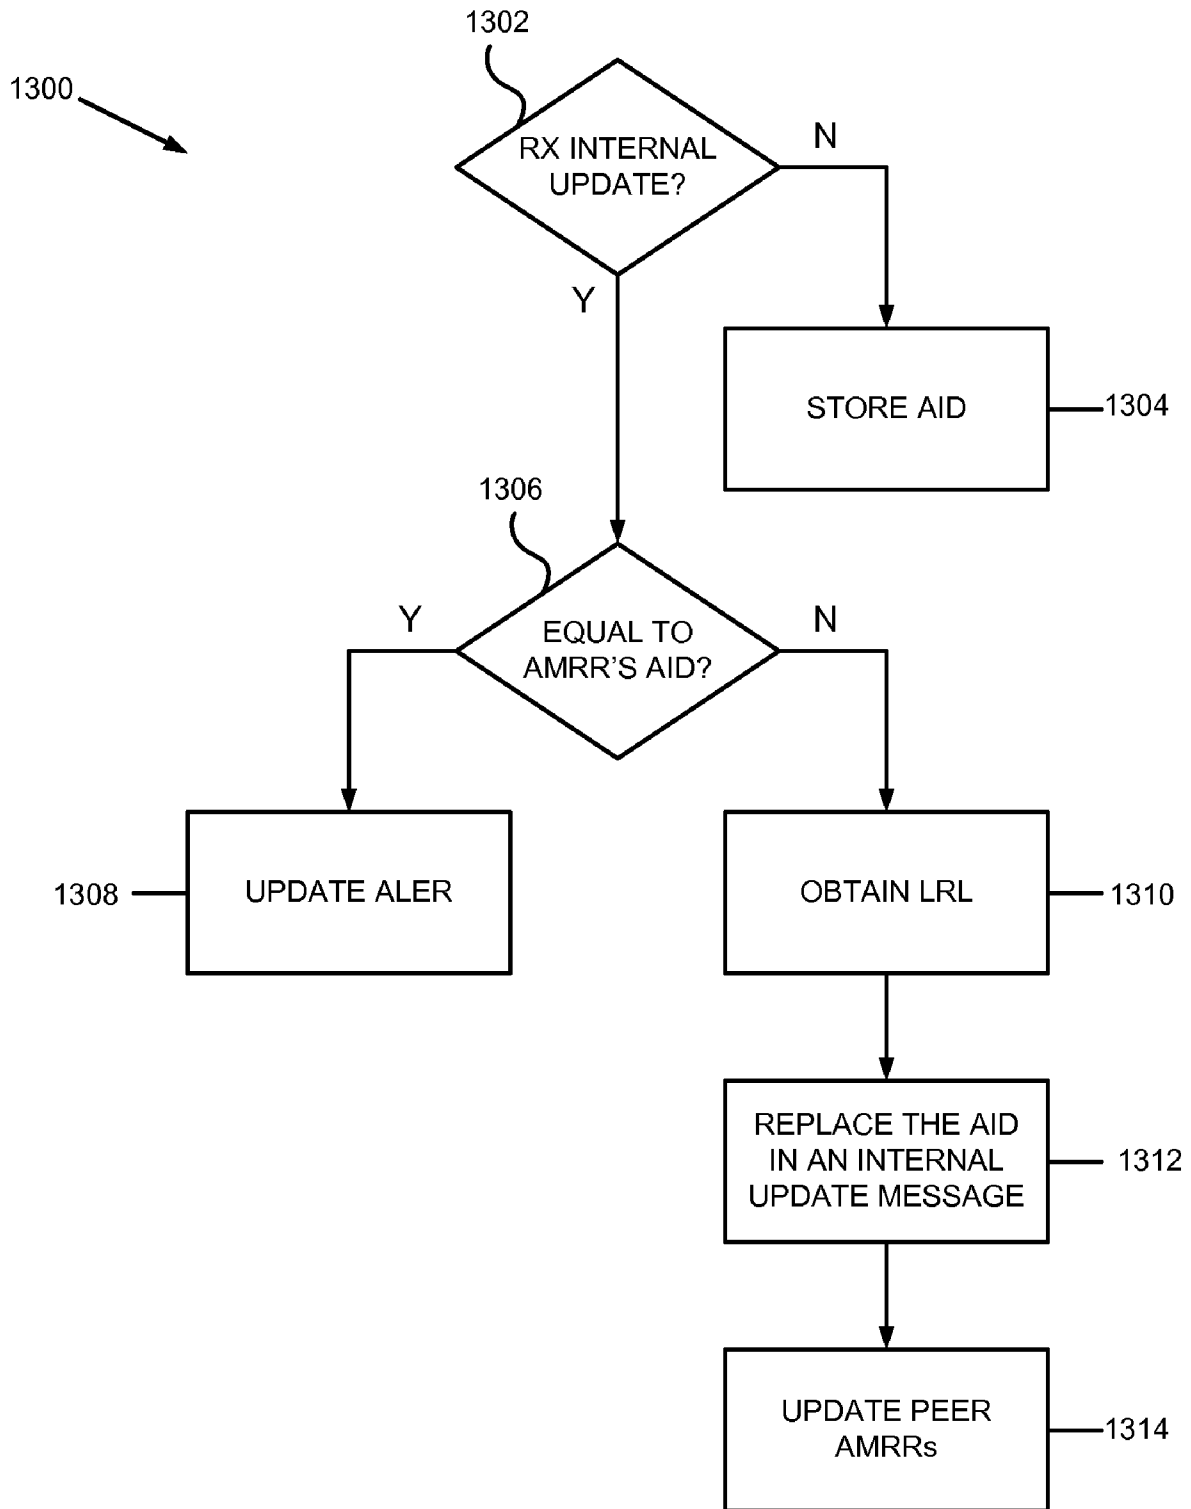 1302
1300
RX INTERNAL
UPDATE?
N
Y
STORE AID
1304
1306
Y
N
EQUAL TO
AMRR'S AID?
1308
UPDATE ALER
OBTAIN LRL
1310
REPLACE THE AID
IN AN INTERNAL
UPDATE MESSAGE
1312
UPDATE PEER
AMRRs
1314